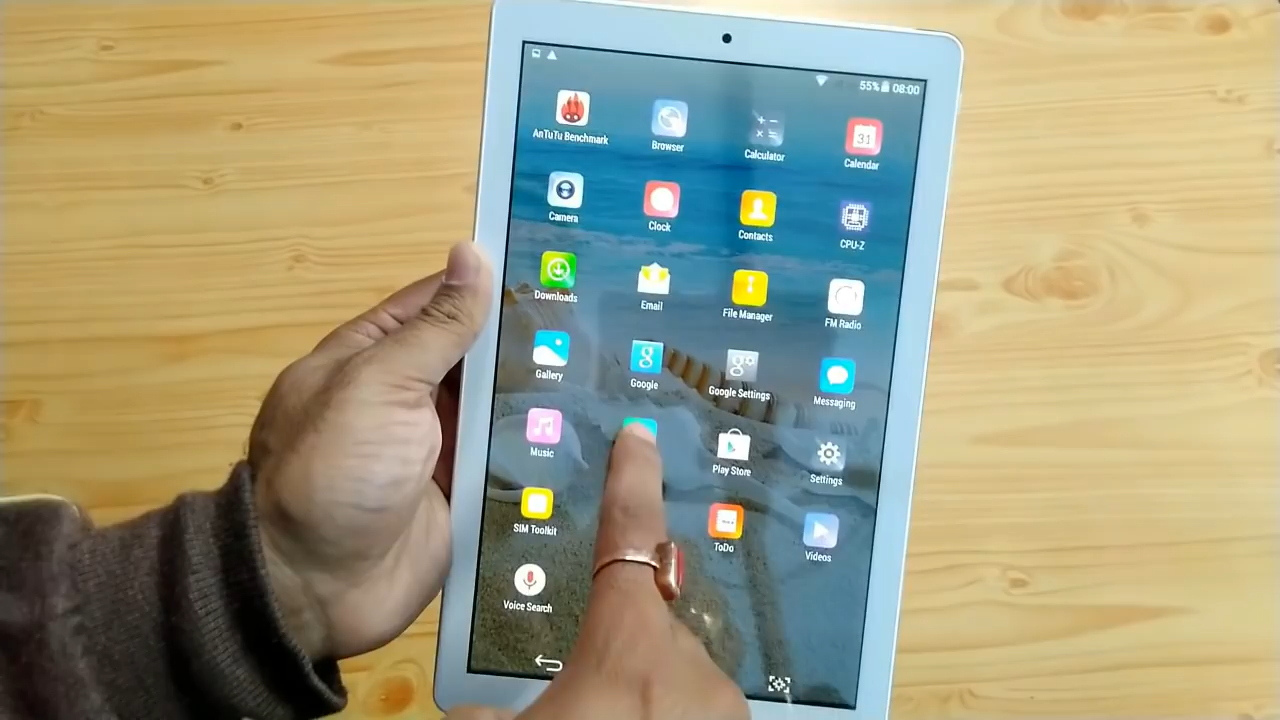 55% 08:00
AnTuTu Benchmark
Browser
Calculator
31
Calendar
Camera
Clock
Contacts
CPU-Z
Downloads
Email
File Manager
FM Radio
Gallery
g
Google
g
Google Settings
Messaging
Music
Play Store
Settings
SIM Toolkit
ToDo
Videos
Voice Search